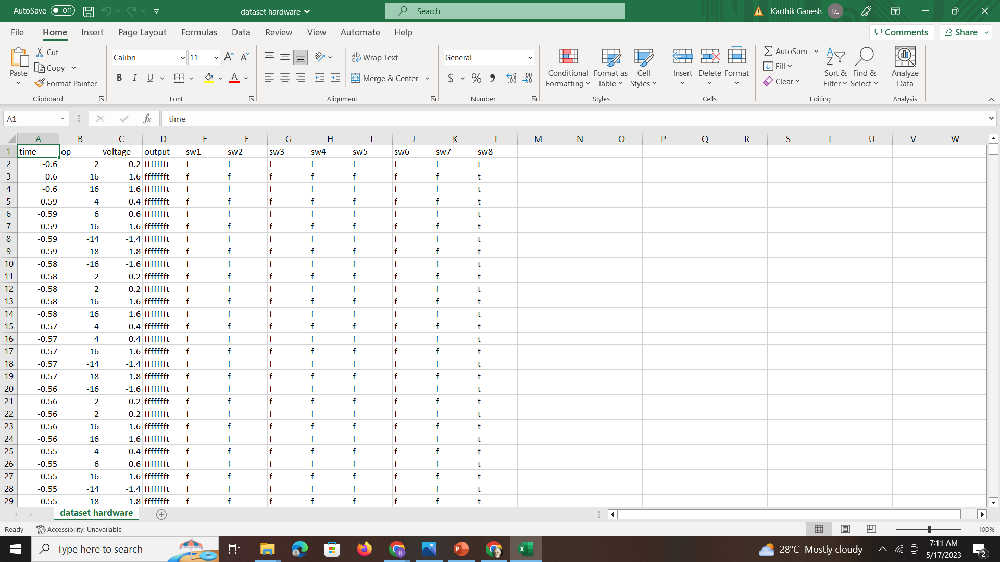 AutoSave Off dataset hardware Search Karthik Ganesh KG
File Home Insert Page Layout Formulas Data Review View Automate Help Comments Share
Paste Cut Copy Format Painter Clipboard
Calibri 11 B I U A Font
ab Wrap Text Merge & Center Alignment
General $ % 9 .00 Number
Conditional Formatting Format as Table Cell Styles Styles
Insert Delete Format Cells
AutoSum Fill Clear Sort & Filter Find & Select Editing
Analyze Data Analysis
A1 fx time
A B C D E F G H I J K L M N O P Q R S T U V W
1 time op voltage output sw1 sw2 sw3 sw4 sw5 sw6 sw7 sw8
2 -0.6 2 0.2 ffffffft f f f f f f f t
3 -0.6 16 1.6 ffffffft f f f f f f f t
4 -0.6 16 1.6 ffffffft f f f f f f f t
5 -0.59 4 0.4 ffffffft f f f f f f f t
6 -0.59 6 0.6 ffffffft f f f f f f f t
7 -0.59 -16 -1.6 ffffffft f f f f f f f t
8 -0.59 -14 -1.4 ffffffft f f f f f f f t
9 -0.59 -18 -1.8 ffffffft f f f f f f f t
10 -0.58 -16 -1.6 ffffffft f f f f f f f t
11 -0.58 2 0.2 ffffffft f f f f f f f t
12 -0.58 2 0.2 ffffffft f f f f f f f t
13 -0.58 16 1.6 ffffffft f f f f f f f t
14 -0.58 16 1.6 ffffffft f f f f f f f t
15 -0.57 4 0.4 ffffffft f f f f f f f t
16 -0.57 4 0.4 ffffffft f f f f f f f t
17 -0.57 -16 -1.6 ffffffft f f f f f f f t
18 -0.57 -14 -1.4 ffffffft f f f f f f f t
19 -0.57 -18 -1.8 ffffffft f f f f f f f t
20 -0.56 -16 -1.6 ffffffft f f f f f f f t
21 -0.56 2 0.2 ffffffft f f f f f f f t
22 -0.56 2 0.2 ffffffft f f f f f f f t
23 -0.56 16 1.6 ffffffft f f f f f f f t
24 -0.56 16 1.6 ffffffft f f f f f f f t
25 -0.55 4 0.4 ffffffft f f f f f f f t
26 -0.55 6 0.6 ffffffft f f f f f f f t
27 -0.55 -16 -1.6 ffffffft f f f f f f f t
28 -0.55 -14 -1.4 ffffffft f f f f f f f t
29 -0.55 -18 -1.8 ffffffft f f f f f f f t
dataset hardware
Ready Accessibility: Unavailable 100%
Type here to search 28°C Mostly cloudy 7:11 AM
5/17/2023 2